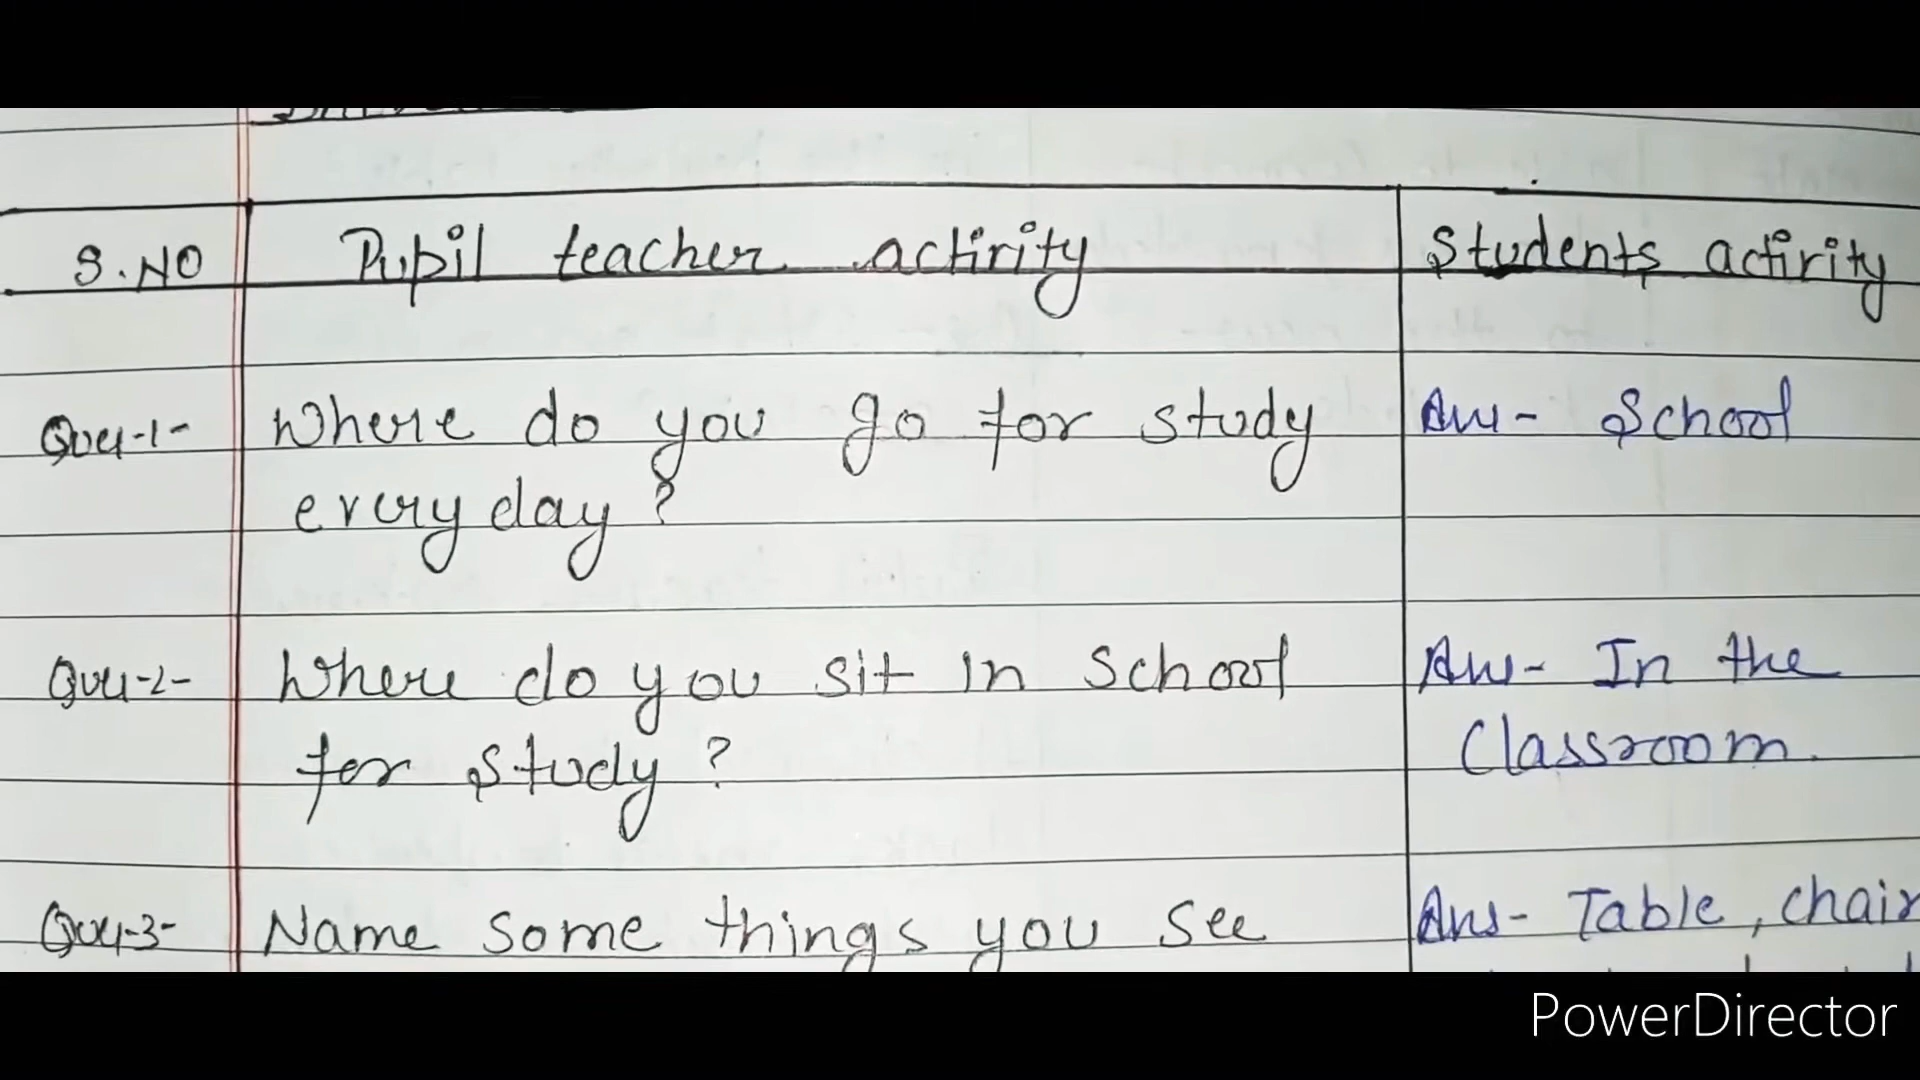 S.NO Pupil teacher activity Students activity
Que-1- Where do you go for study Ans- School
every day ?
Que-2- Where do you sit in School Ans- In the
for study ? Classroom.
Que-3- Name some things you see Ans- Table, chair
PowerDirector